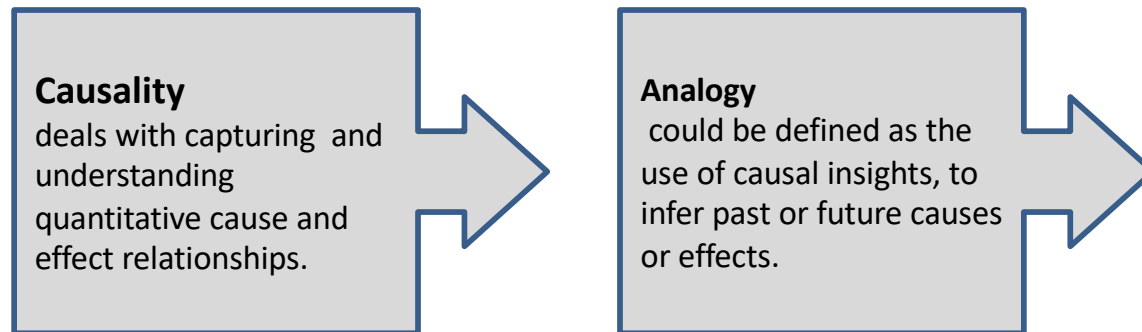 Causality
deals with capturing and
understanding
quantitative cause and
effect relationships.
Analogy
could be defined as the
use of causal insights, to
infer past or future causes
or effects.